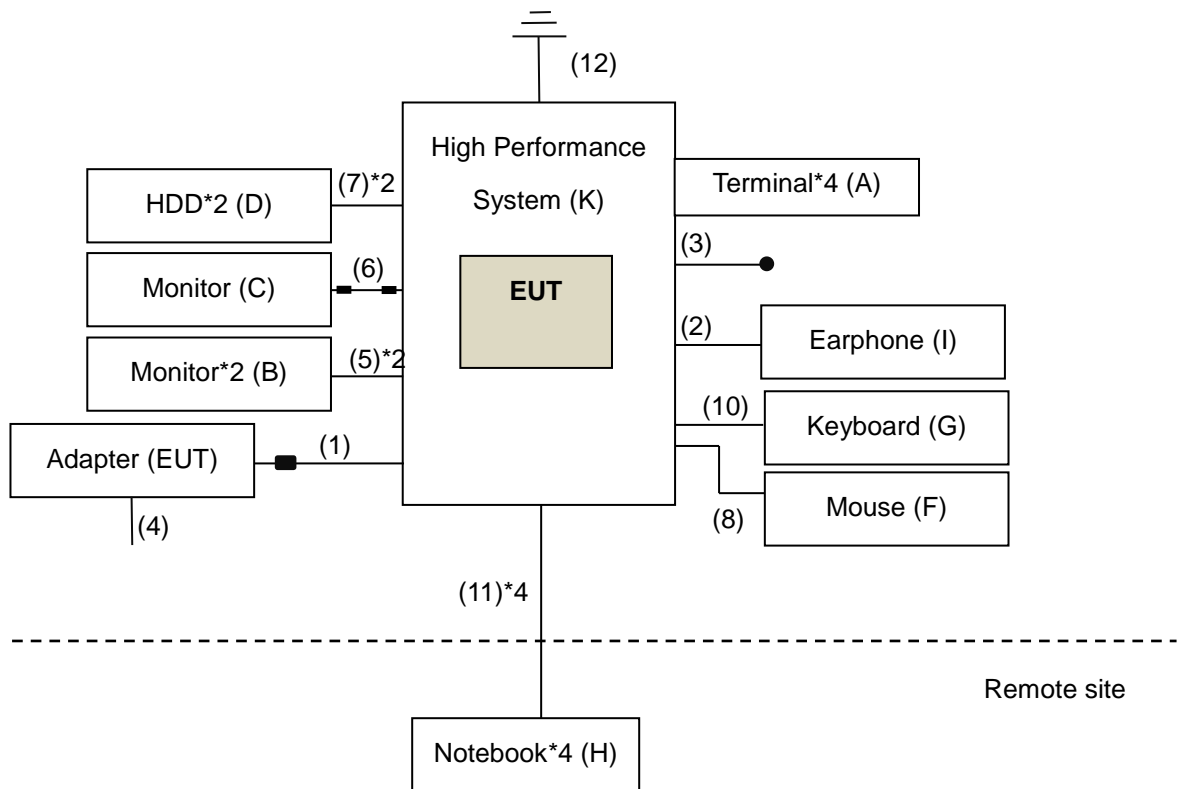 (12)
High Performance
System (K)
Terminal*4 (A)
(7)*2
HDD*2 (D)
(3)
(6)
Monitor (C)
EUT
(2)
Earphone (I)
(5)*2
Monitor*2 (B)
(10)
Keyboard (G)
(1)
Adapter (EUT)
Mouse (F)
(8)
(4)
(11)*4
Remote site
Notebook*4 (H)